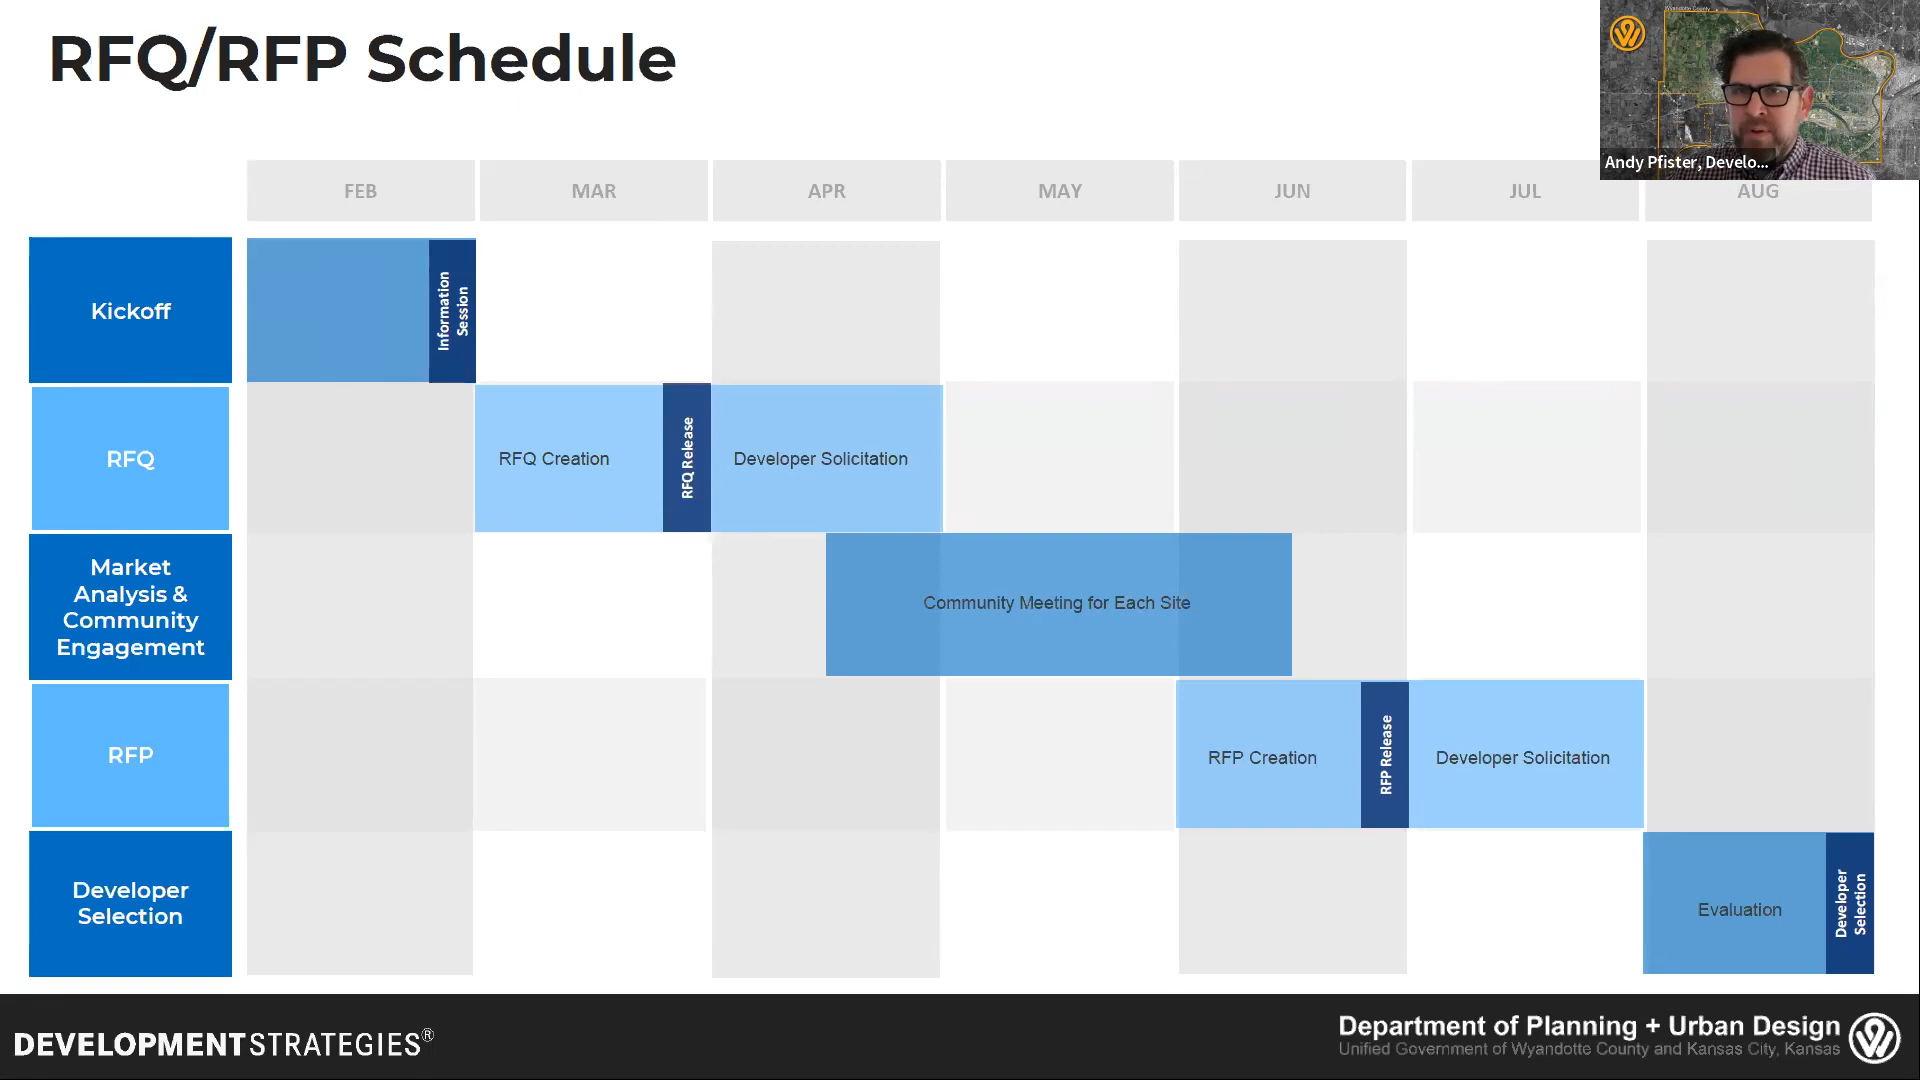 RFQ/RFP Schedule
Wyandotte County
Andy Pfister, Develo...
FEB
MAR
APR
MAY
JUN
JUL
AUG
Kickoff
Information
Session
RFQ
RFQ Creation
RFQ Release
Developer Solicitation
Market
Analysis &
Community
Engagement
Community Meeting for Each Site
RFP
RFP Creation
RFP Release
Developer Solicitation
Developer
Selection
Evaluation
Developer
Selection
DEVELOPMENTSTRATEGIES®
Department of Planning + Urban Design
Unified Government of Wyandotte County and Kansas City, Kansas